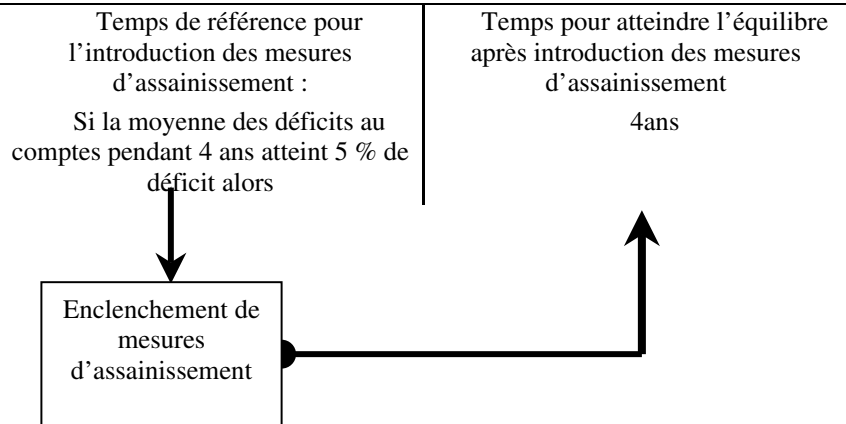 Temps de référence pour
l’introduction des mesures
d’assainissement :
Si la moyenne des déficits au
comptes pendant 4 ans atteint 5 % de
déficit alors
Temps pour atteindre l’équilibre
après introduction des mesures
d’assainissement
4ans
Enclenchement de
mesures
d’assainissement